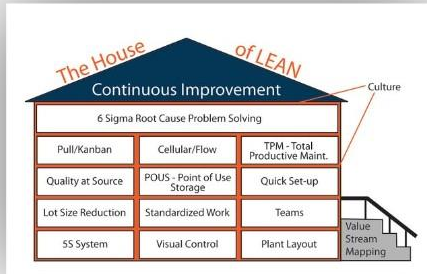 The House of LEAN
Continuous Improvement
Culture
6 Sigma Root Cause Problem Solving
Pull/Kanban
Cellular/Flow
TPM - Total
Productive Maint.
Quality at Source
POUS - Point of Use
Storage
Quick Set-up
Lot Size Reduction
Standardized Work
Teams
5S System
Visual Control
Plant Layout
Value
Stream
Mapping